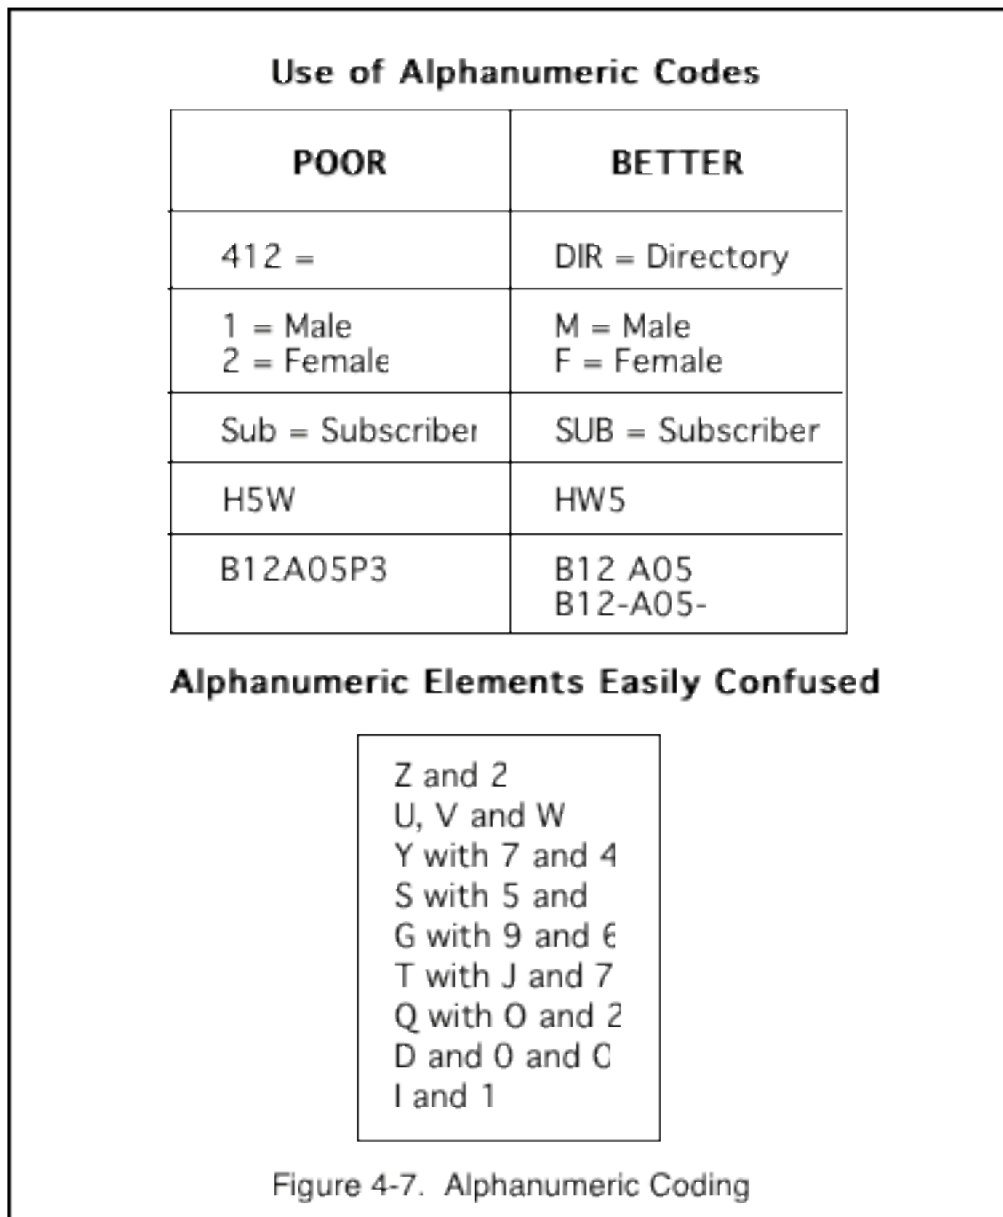 Use of Alphanumeric Codes
POOR BETTER
412 = DIR = Directory
1 = Male M = Male
2 = Female F = Female
Sub = Subscriber SUB = Subscriber
H5W HW5
B12A05P3 B12 A05
B12-A05-
Alphanumeric Elements Easily Confused
Z and 2
U, V and W
Y with 7 and 4
S with 5 and
G with 9 and 6
T with J and 7
Q with O and 2
D and 0 and
I and 1
Figure 4-7. Alphanumeric Coding